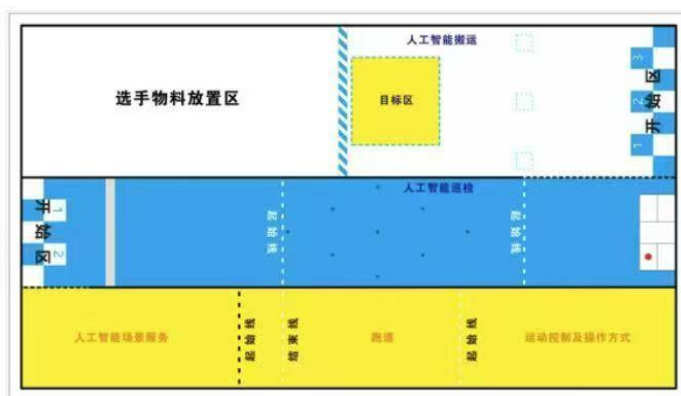 人工智能搬运
选手物料放置区
目标区
3
2
1
开始区
人工智能巡检
1
2
开始区
起始线
起始线
人工智能场景服务
起始线
结束线
跑道
起始线
运动控制及操作方式